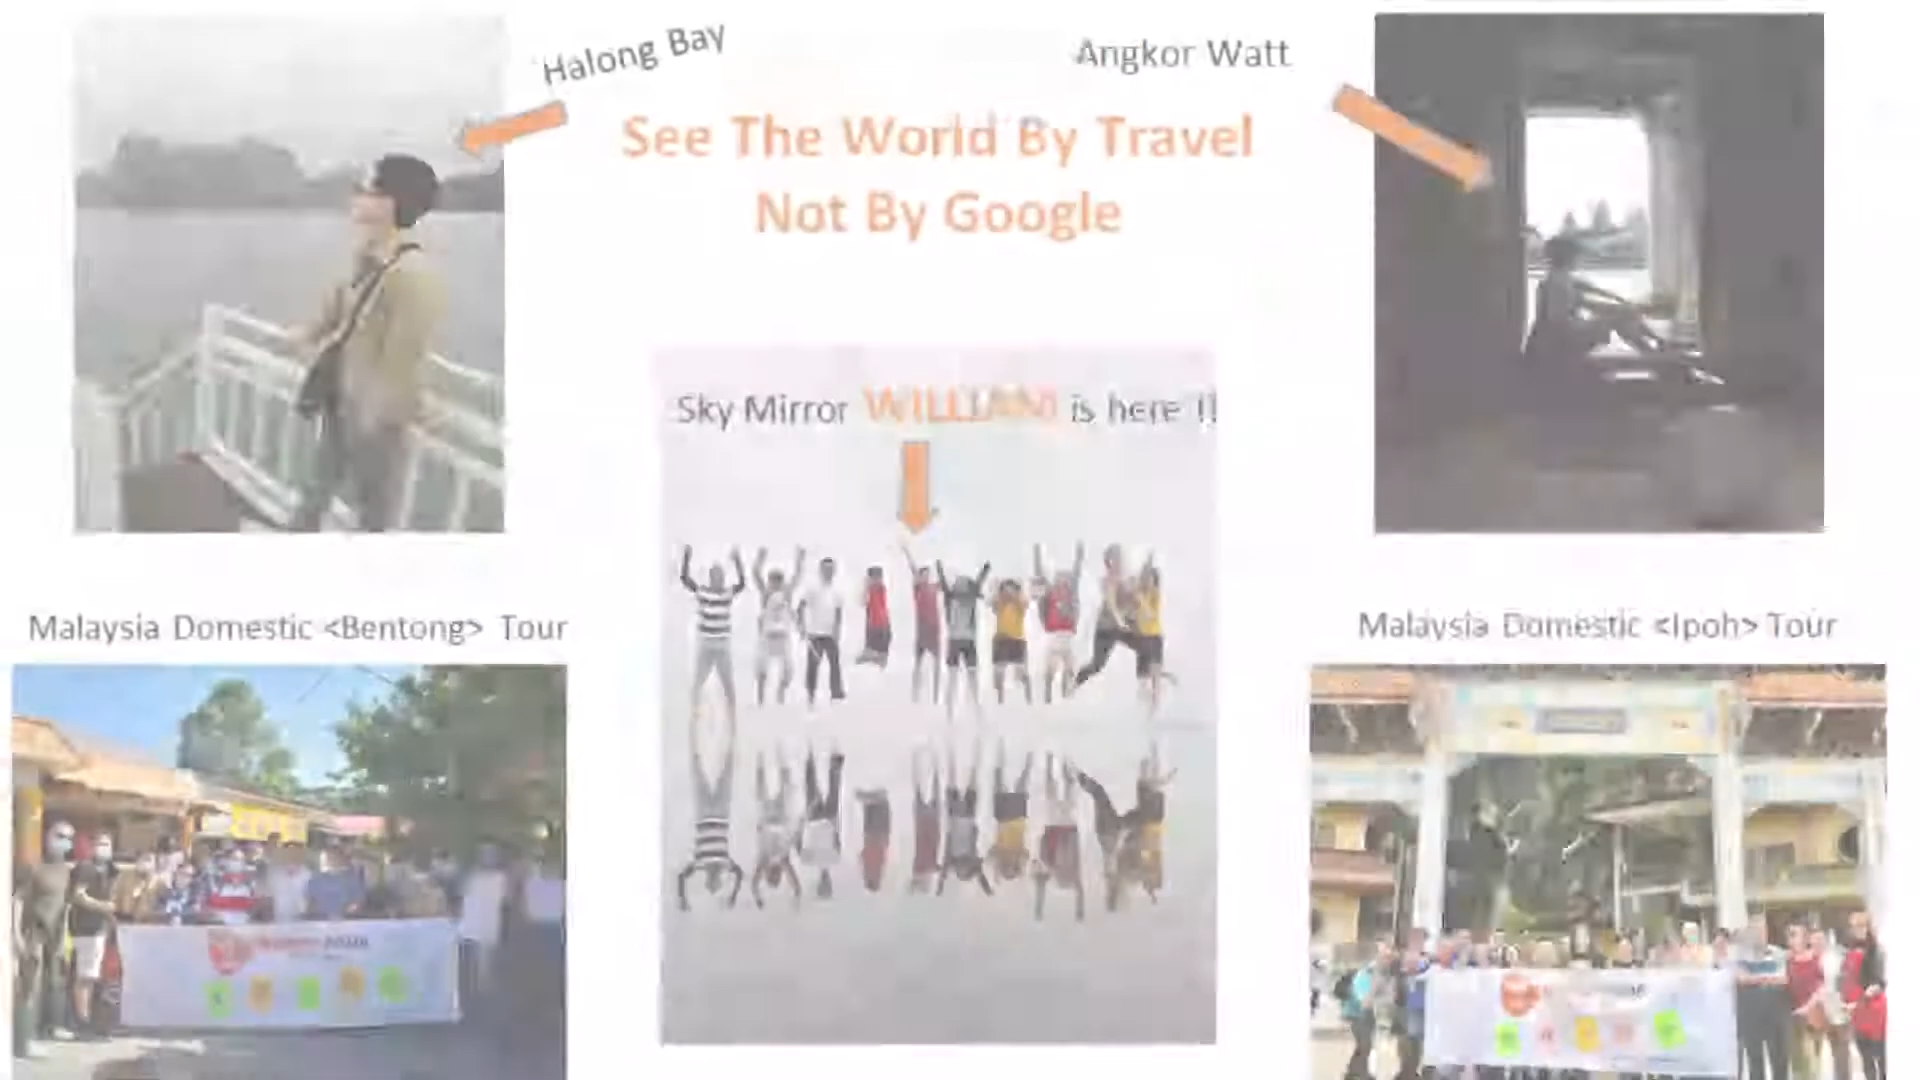 Halong Bay
Angkor Watt
See The World By Travel
Not By Google
Sky Mirror WILLIAM is here !!
Malaysia Domestic <Bentong> Tour
Malaysia Domestic <Ipoh> Tour